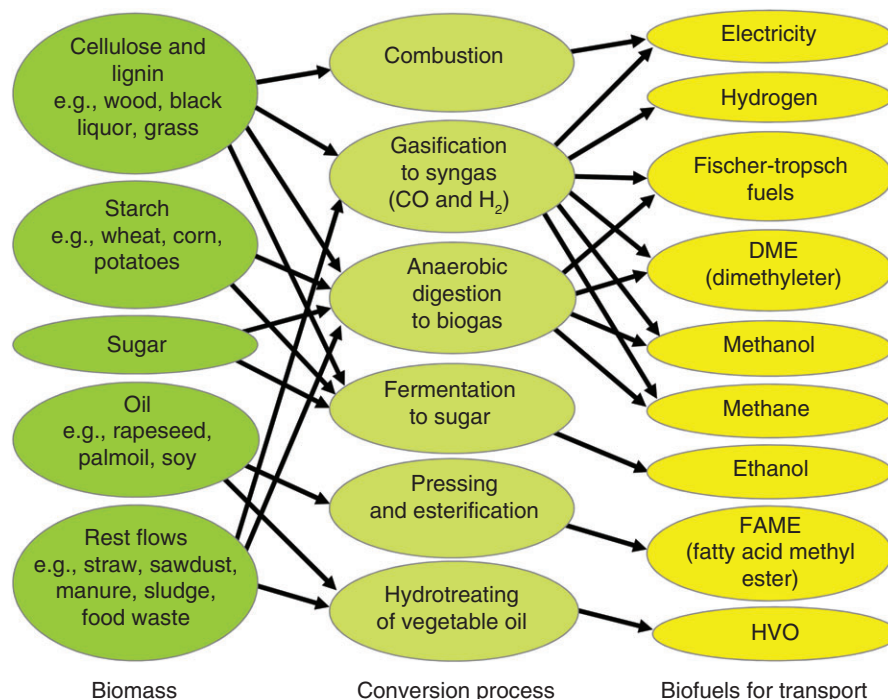 Cellulose and
lignin
e.g., wood, black
liquor, grass
Starch
e.g., wheat, corn,
potatoes
Sugar
Oil
e.g., rapeseed,
palmoil, soy
Rest flows
e.g., straw, sawdust,
manure, sludge,
food waste
Biomass
Combustion
Gasification
to syngas
(CO and H₂)
Anaerobic
digestion
to biogas
Fermentation
to sugar
Pressing
and esterification
Hydrotreating
of vegetable oil
Conversion process
Electricity
Hydrogen
Fischer-tropsch
fuels
DME
(dimethyleter)
Methanol
Methane
Ethanol
FAME
(fatty acid methyl
ester)
HVO
Biofuels for transport